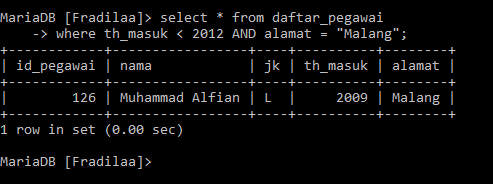 MariaDB [Fradilaa]> select * from daftar_pegawai
    -> where th_masuk < 2012 AND alamat = "Malang";
+------------+-----------------+----+----------+--------+
| id_pegawai | nama            | jk | th_masuk | alamat |
+------------+-----------------+----+----------+--------+
|        126 | Muhammad Alfian | L  |     2009 | Malang |
+------------+-----------------+----+----------+--------+
1 row in set (0.00 sec)

MariaDB [Fradilaa]>